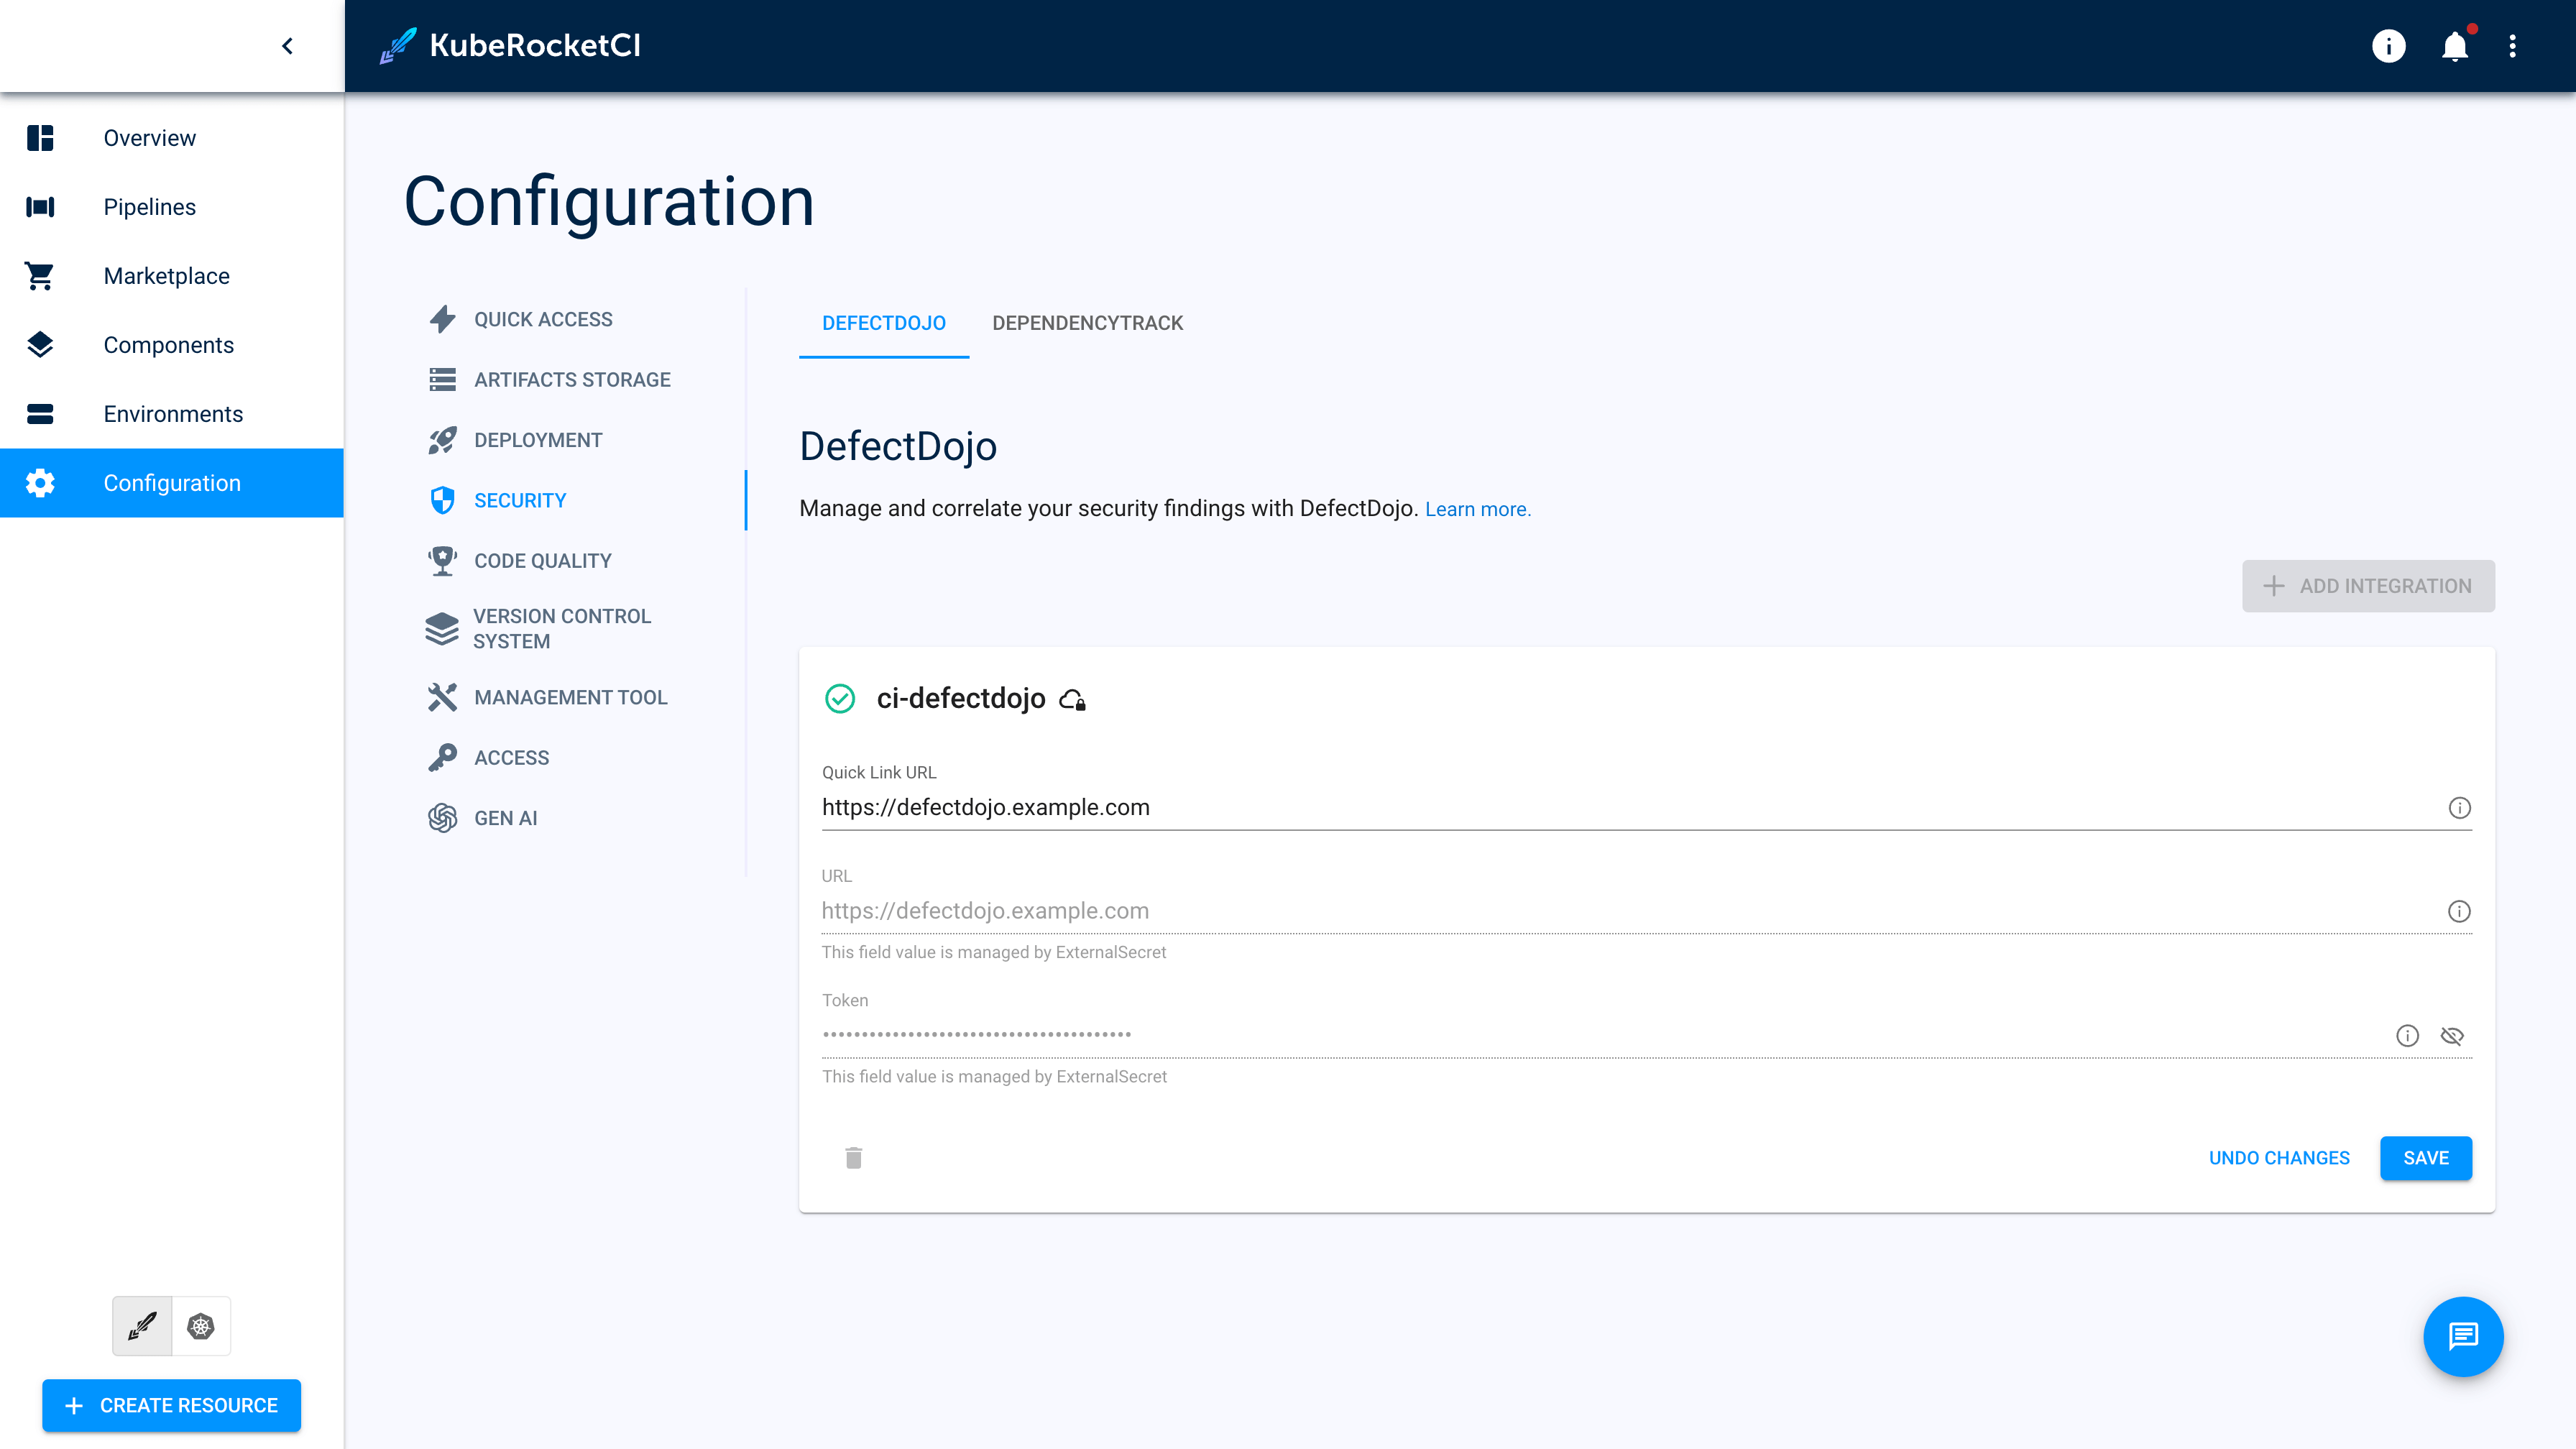 KubeRocketCI
Overview
Pipelines
Marketplace
Components
Environments
Configuration
CREATE RESOURCE
Configuration
QUICK ACCESS
ARTIFACTS STORAGE
DEPLOYMENT
SECURITY
CODE QUALITY
VERSION CONTROL
SYSTEM
MANAGEMENT TOOL
ACCESS
GEN AI
DEFECTDOJO DEPENDENCYTRACK
DefectDojo
Manage and correlate your security findings with DefectDojo. Learn more.
ADD INTEGRATION
ci-defectdojo
Quick Link URL
https://defectdojo.example.com
URL
https://defectdojo.example.com
This field value is managed by ExternalSecret
Token
••••••••••••••••••••••••••••••••••••••••
This field value is managed by ExternalSecret
UNDO CHANGES SAVE